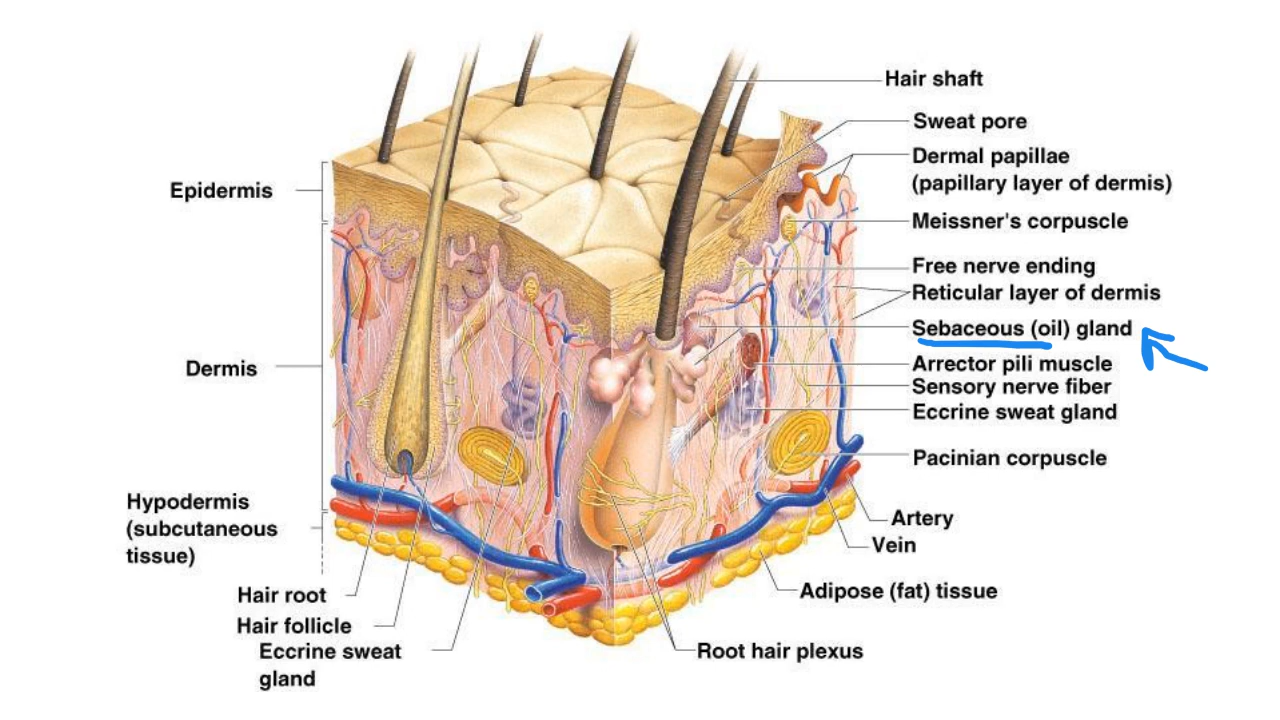 Hair shaft
Sweat pore
Dermal papillae
(papillary layer of dermis)
Meissner's corpuscle
Free nerve ending
Reticular layer of dermis
Sebaceous (oil) gland
Arrector pili muscle
Sensory nerve fiber
Eccrine sweat gland
Pacinian corpuscle
Artery
Vein
Adipose (fat) tissue
Root hair plexus
Epidermis
Dermis
Hypodermis
(subcutaneous
tissue)
Hair root
Hair follicle
Eccrine sweat
gland